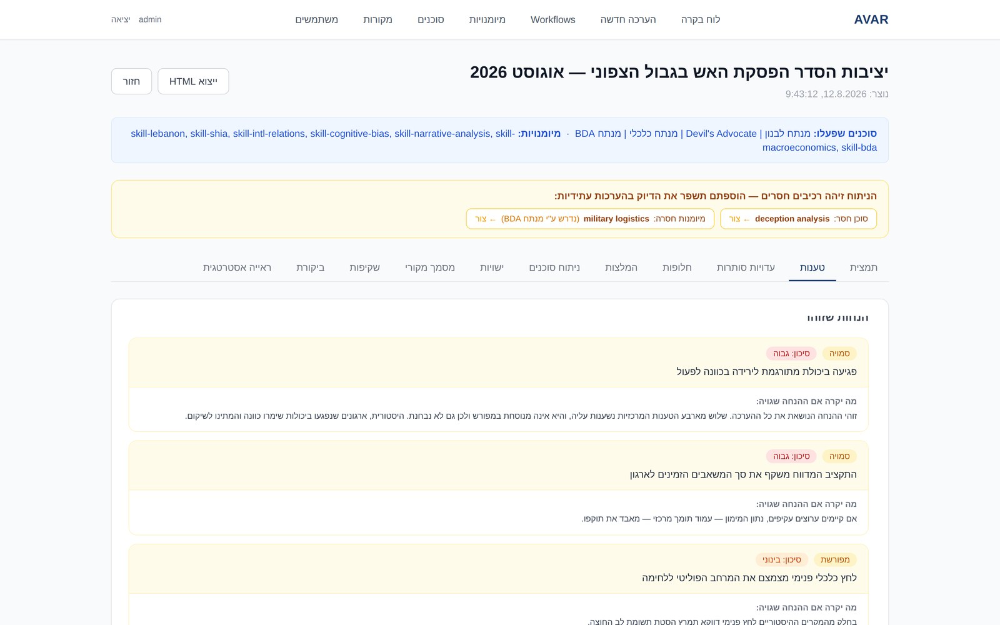 AVAR
לוח בקרה
הערכה חדשה
Workflows
מיומנויות
סוכנים
מקורות
משתמשים
admin
יציאה
יציבות הסדר הפסקת האש בגבול הצפוני — אוגוסט 2026
נוצר: 12.8.2026, 9:43:12
ייצוא HTML
חזור
סוכנים שפעלו: מנתח לבנון | Devil's Advocate | מנתח כלכלי | מנתח BDA · מיומנויות: skill-lebanon, skill-shia, skill-intl-relations, skill-cognitive-bias, skill-narrative-analysis, skill-
macroeconomics, skill-bda
הניתוח זיהה רכיבים חסרים — הוספתם תשפר את הדיוק בהערכות עתידיות:
סוכן חסר: deception analysis ← צור
מיומנות חסרה: military logistics (נדרש ע"י מנתח BDA) ← צור
תמצית
טענות
עדויות סותרות
חלופות
המלצות
ניתוח סוכנים
ישויות
מסמך מקורי
שקיפות
ביקורת
ראייה אסטרטגית
הנחות שזוהו
סמויה
סיכון: גבוה
פגיעה ביכולת מתורגמת לירידה בכוונה לפעול
מה יקרה אם ההנחה שגויה:
זוהי ההנחה הנושאת את כל ההערכה. שלוש מארבע הטענות המרכזיות נשענות עליה, והיא אינה מנוסחת במפורש ולכן גם לא נבחנת. היסטורית, ארגונים שנפגעו ביכולות שימרו כוונה והמתינו לשיקום.
סמויה
סיכון: גבוה
התקציב המדווח משקף את סך המשאבים הזמינים לארגון
מה יקרה אם ההנחה שגויה:
אם קיימים ערוצים עקיפים, נתון המימון — עמוד תומך מרכזי — מאבד את תוקפו.
מפורשת
סיכון: בינוני
לחץ כלכלי פנימי מצמצם את המרחב הפוליטי ללחימה
מה יקרה אם ההנחה שגויה:
בחלק מהמקרים ההיסטוריים לחץ פנימי דווקא תמרץ הסטת תשומת לב החוצה.